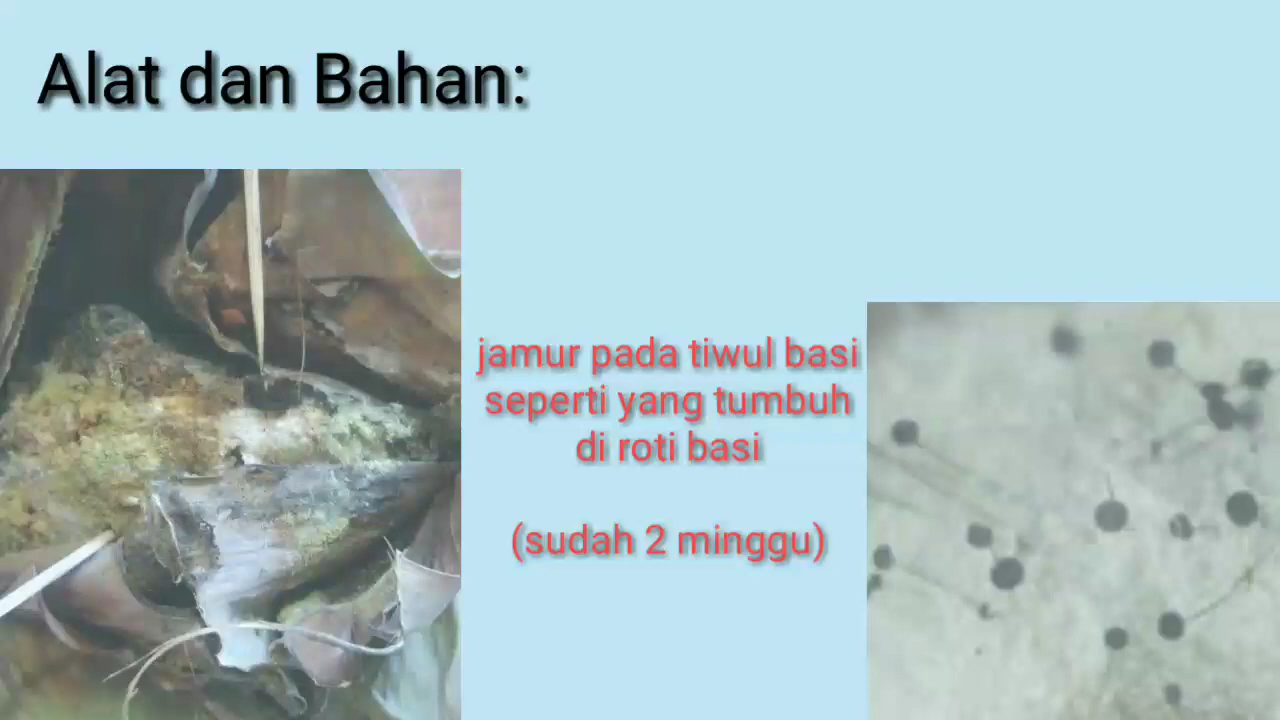 Alat dan Bahan:
jamur pada tiwul basi
seperti yang tumbuh
di roti basi
(sudah 2 minggu)